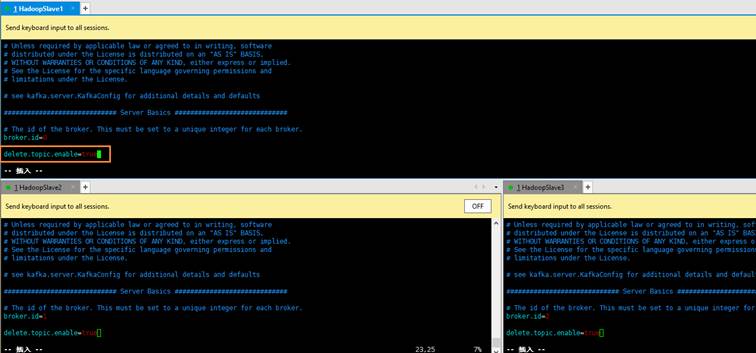 1 HadoopSlave1 × +
Send keyboard input to all sessions.
# Unless required by applicable law or agreed to in writing, software
# distributed under the License is distributed on an "AS IS" BASIS,
# WITHOUT WARRANTIES OR CONDITIONS OF ANY KIND, either express or implied.
# See the License for the specific language governing permissions and
# limitations under the License.
# see kafka.server.KafkaConfig for additional details and defaults
############################# Server Basics #############################
# The id of the broker. This must be set to a unique integer for each broker.
broker.id=0
delete.topic.enable=true
-- 插入 --
1 HadoopSlave2 × +
Send keyboard input to all sessions. OFF
# Unless required by applicable law or agreed to in writing, software
# distributed under the License is distributed on an "AS IS" BASIS,
# WITHOUT WARRANTIES OR CONDITIONS OF ANY KIND, either express or implied.
# See the License for the specific language governing permissions and
# limitations under the License.
# see kafka.server.KafkaConfig for additional details and defaults
############################# Server Basics #############################
# The id of the broker. This must be set to a unique integer for each broker.
broker.id=1
delete.topic.enable=true
-- 插入 -- 23,25 7%
1 HadoopSlave3 × +
Send keyboard input to all sessions.
# Unless required by applicable law or agreed to in writing, sof
# distributed under the License is distributed on an "AS IS" BAS
# WITHOUT WARRANTIES OR CONDITIONS OF ANY KIND, either express o
# See the License for the specific language governing permission
# limitations under the License.
# see kafka.server.KafkaConfig for additional details and defaul
############################# Server Basics ####################
# The id of the broker. This must be set to a unique integer for
broker.id=2
delete.topic.enable=true
-- 插入 --